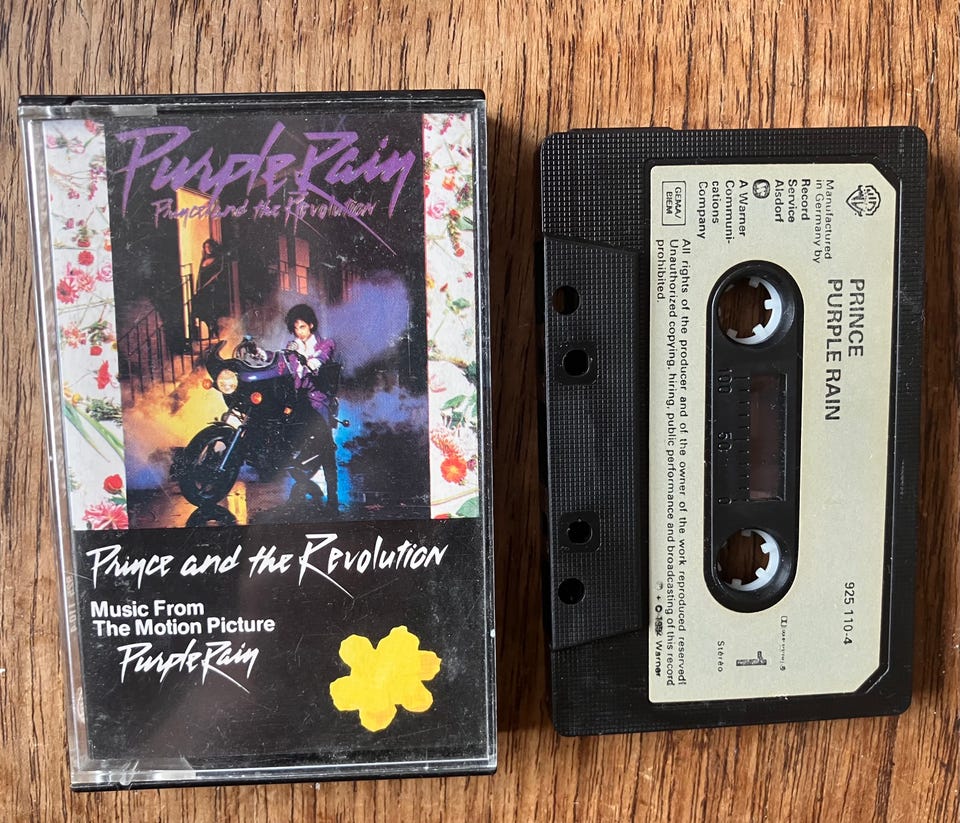 Purple Rain
Prince and the Revolution
Prince and the Revolution
Music From
The Motion Picture
Purple Rain
PRINCE
PURPLE RAIN
Manufactured
in Germany by
Record
Service
Alsdorf
A Warner
Communi-
cations
Company
GEMA/
BIEM
100 50 0
925 110-4
Stéréo
1
All rights of the producer and of the owner of the work reproduced reserved!
Unauthorized copying, hiring, public performance and broadcasting of this record
prohibited.
℗ + © 1984 Warner